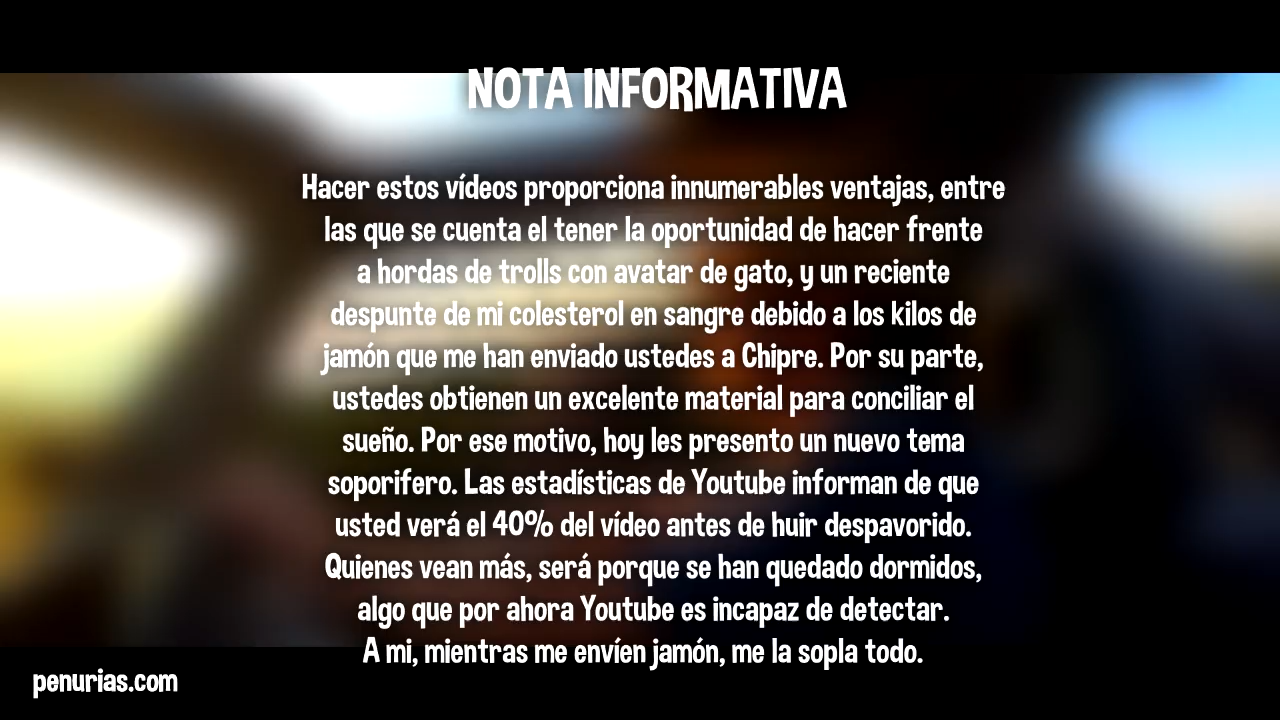 NOTA INFORMATIVA
Hacer estos vídeos proporciona innumerables ventajas, entre
las que se cuenta el tener la oportunidad de hacer frente
a hordas de trolls con avatar de gato, y un reciente
despunte de mi colesterol en sangre debido a los kilos de
jamón que me han enviado ustedes a Chipre. Por su parte,
ustedes obtienen un excelente material para conciliar el
sueño. Por ese motivo, hoy les presento un nuevo tema
soporifero. Las estadísticas de Youtube informan de que
usted verá el 40% del vídeo antes de huir despavorido.
Quienes vean más, será porque se han quedado dormidos,
algo que por ahora Youtube es incapaz de detectar.
A mi, mientras me envíen jamón, me la sopla todo.
penurias.com